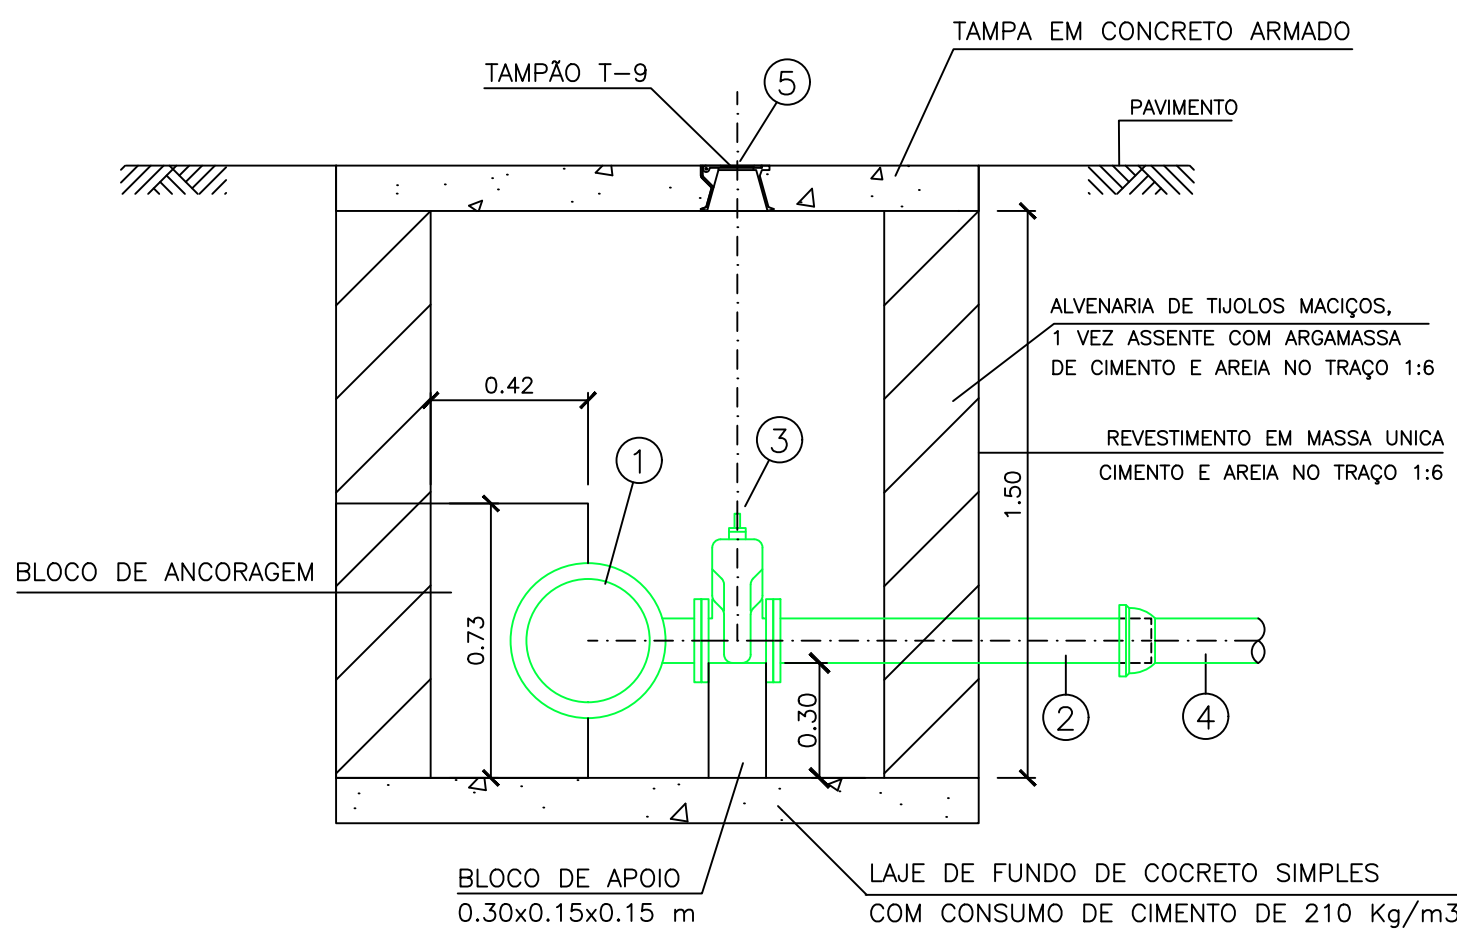 TAMPA EM CONCRETO ARMADO
TAMPÃO T-9
5
PAVIMENTO
ALVENARIA DE TIJOLOS MACIÇOS,
1 VEZ ASSENTE COM ARGAMASSA
DE CIMENTO E AREIA NO TRAÇO 1:6
0.42
3
1
REVESTIMENTO EM MASSA UNICA
CIMENTO E AREIA NO TRAÇO 1:6
1.50
BLOCO DE ANCORAGEM
0.73
0.30
2
4
BLOCO DE APOIO
0.30x0.15x0.15 m
LAJE DE FUNDO DE COCRETO SIMPLES
COM CONSUMO DE CIMENTO DE 210 Kg/m3